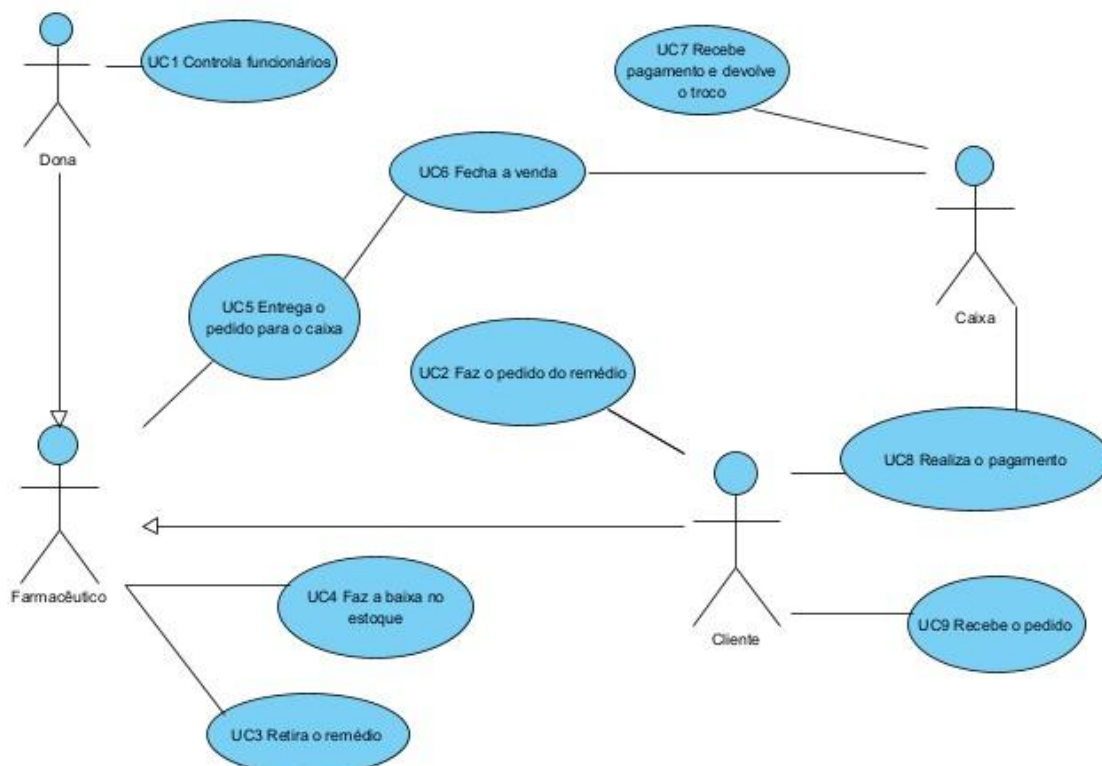 UC1 Controla funcionários
Dona
UC7 Recebe
pagamento e devolve
o troco
UC6 Fecha a venda
Caixa
UC5 Entrega o
pedido para o caixa
UC2 Faz o pedido do remédio
UC8 Realiza o pagamento
Farmacêutico
UC4 Faz a baixa no
estoque
Cliente
UC9 Recebe o pedido
UC3 Retira o remédio